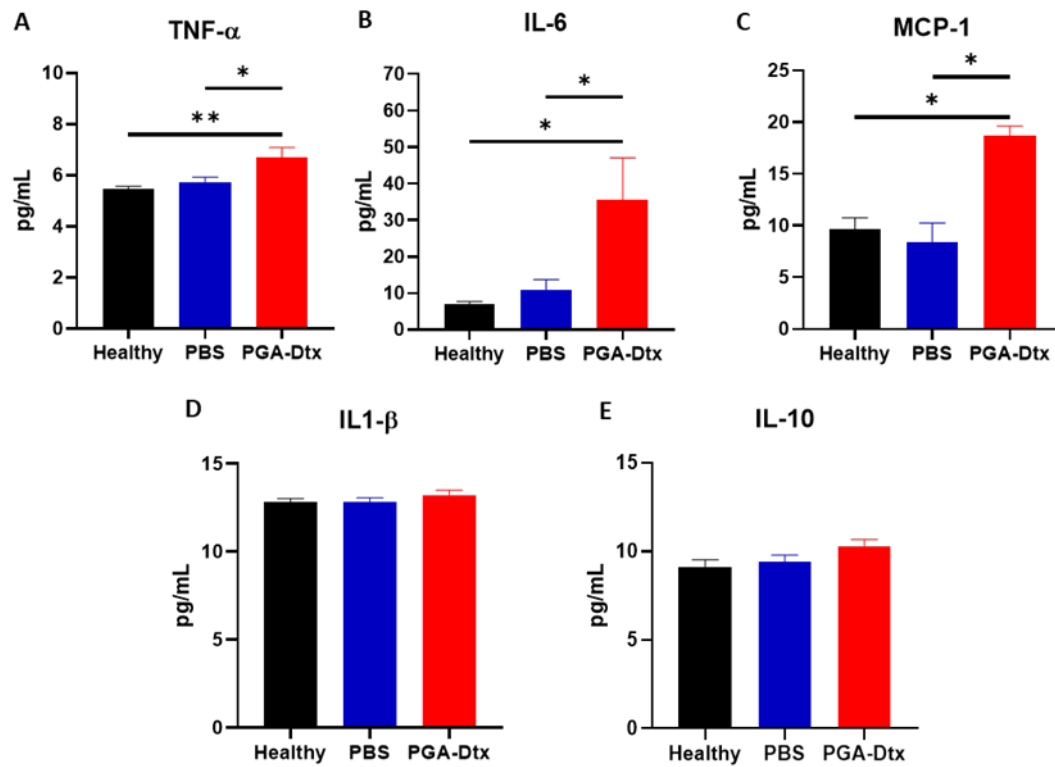 A
TNF-α
pg/mL
10
8
6
4
2
0
*
**
Healthy
PBS
PGA-Dtx
B
IL-6
pg/mL
70
60
50
40
30
20
10
0
*
*
Healthy
PBS
PGA-Dtx
C
MCP-1
pg/mL
25
20
15
10
5
0
*
*
Healthy
PBS
PGA-Dtx
D
IL1-β
pg/mL
15
10
5
0
Healthy
PBS
PGA-Dtx
E
IL-10
pg/mL
15
10
5
0
Healthy
PBS
PGA-Dtx